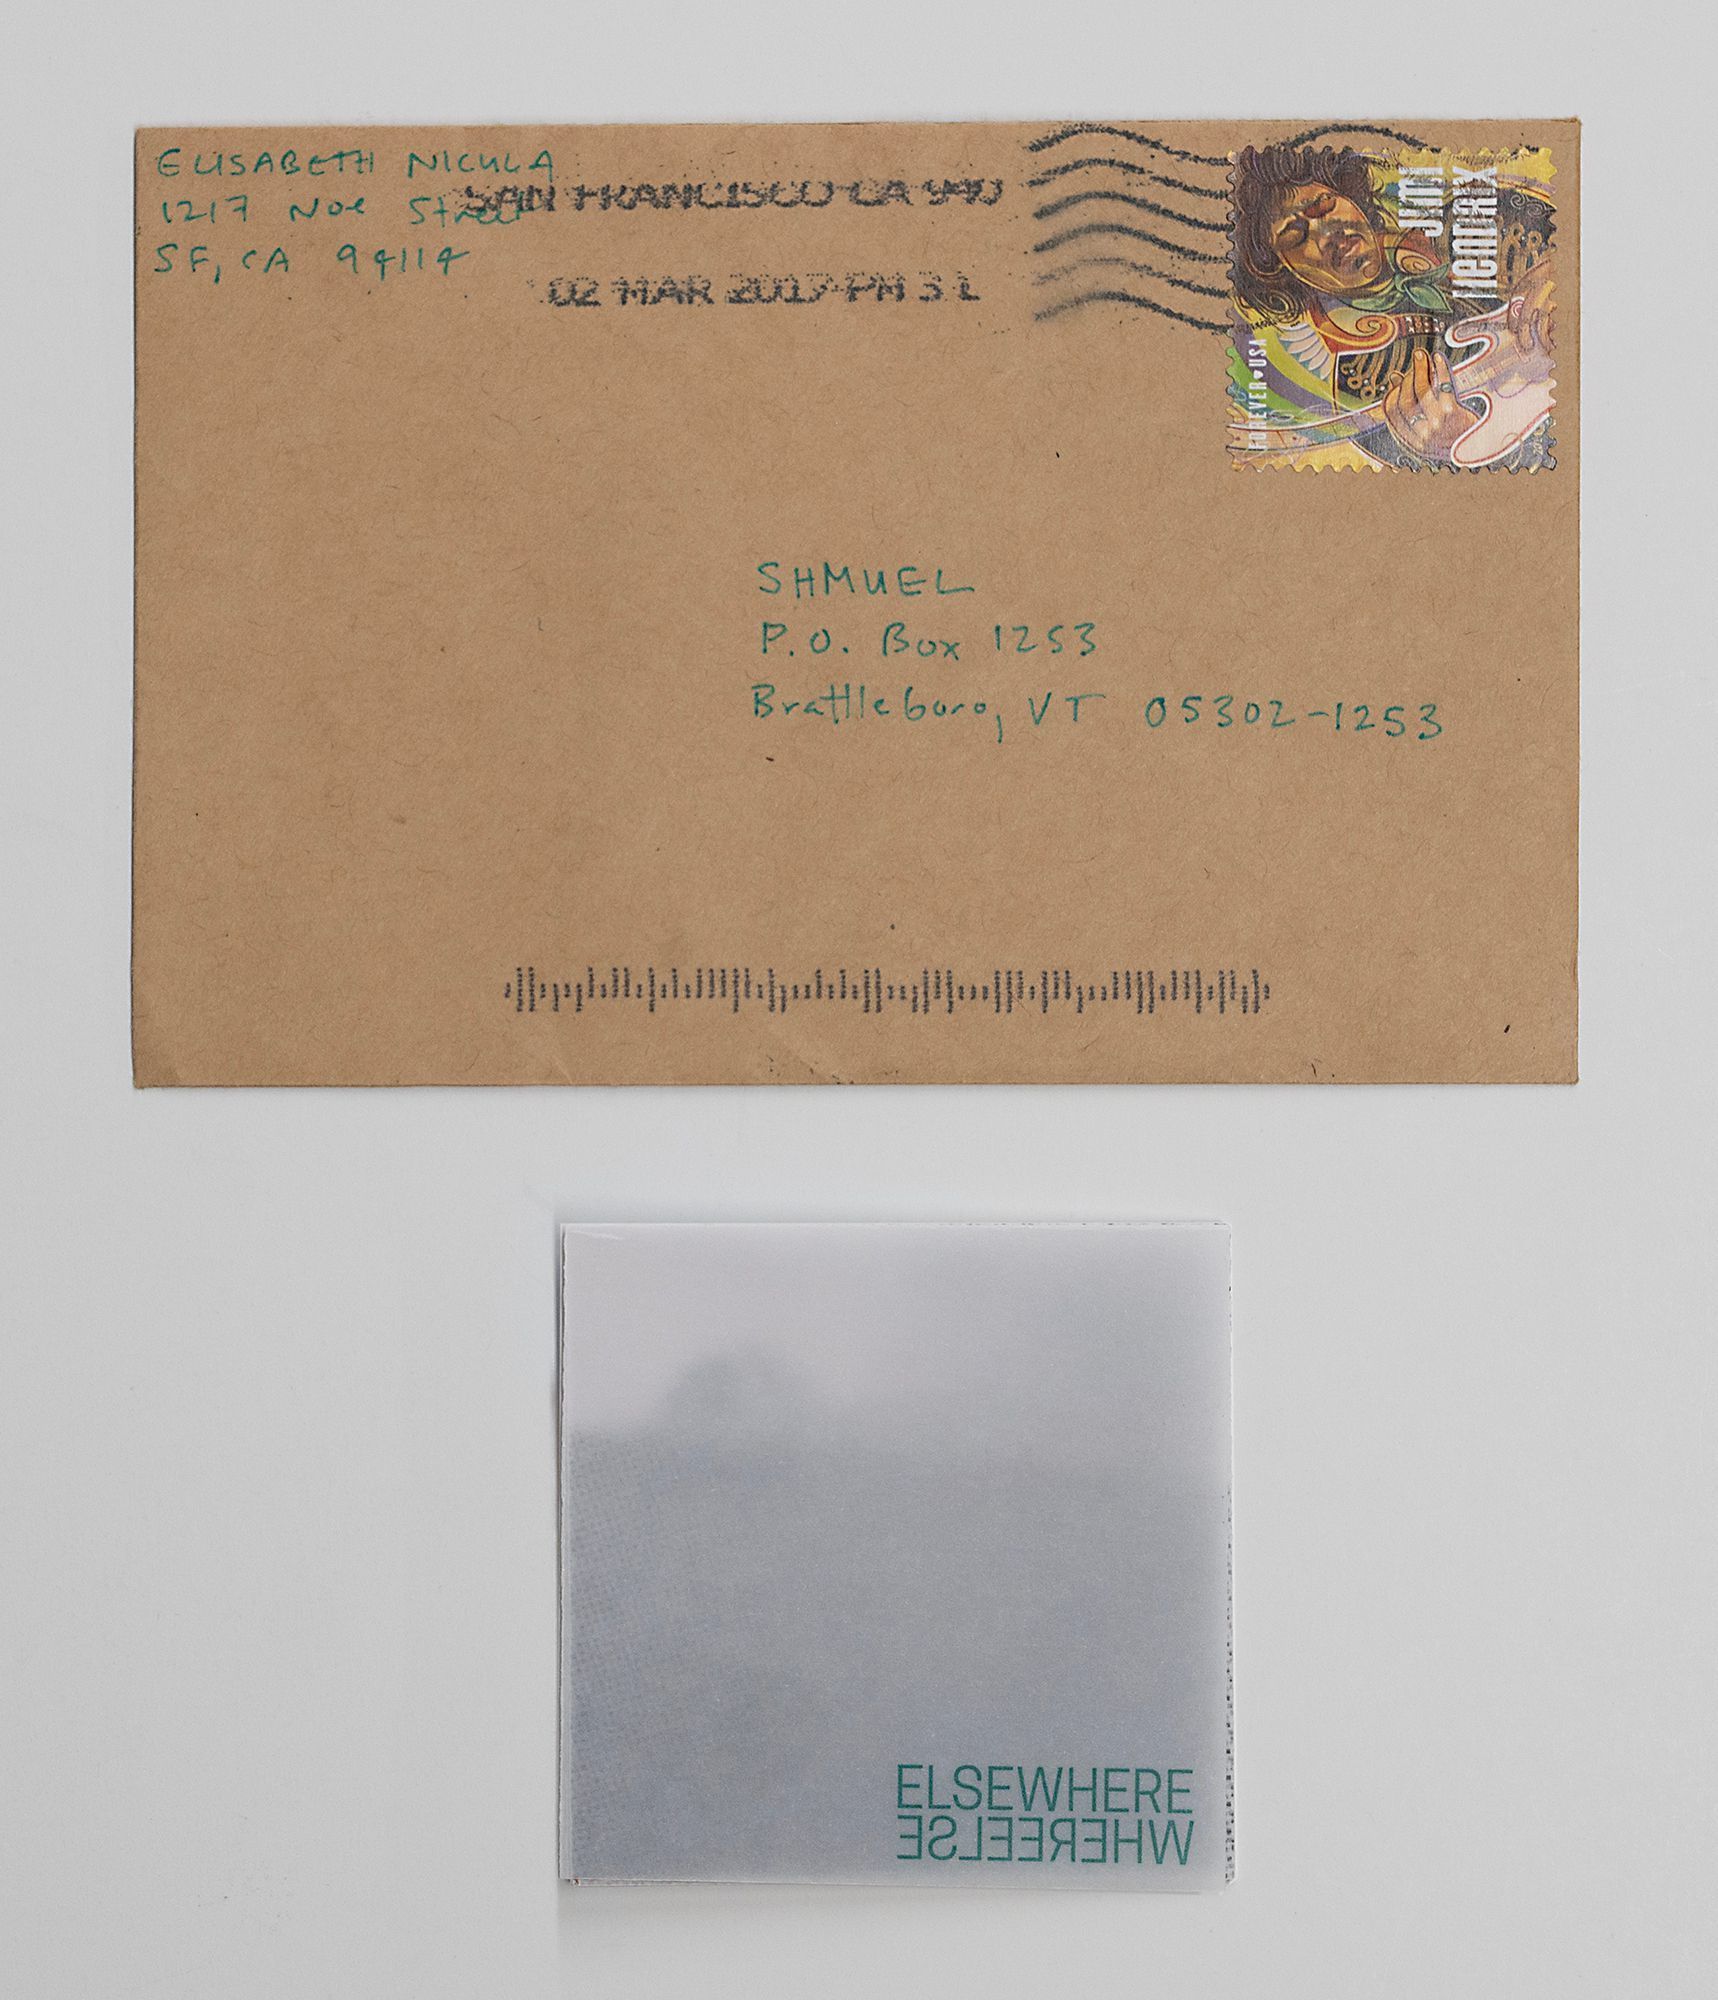 ELISABETH NICULA
1217 Noe Street
SF, CA 94114
SAN FRANCISCO CA 940
02 MAR 2017 PM 3 L
JIMI
HENDRIX
FOREVER USA
SHMUEL
P.O. Box 1253
Brattleboro, VT 05302-1253
ELSEWHERE
WHEREELSE